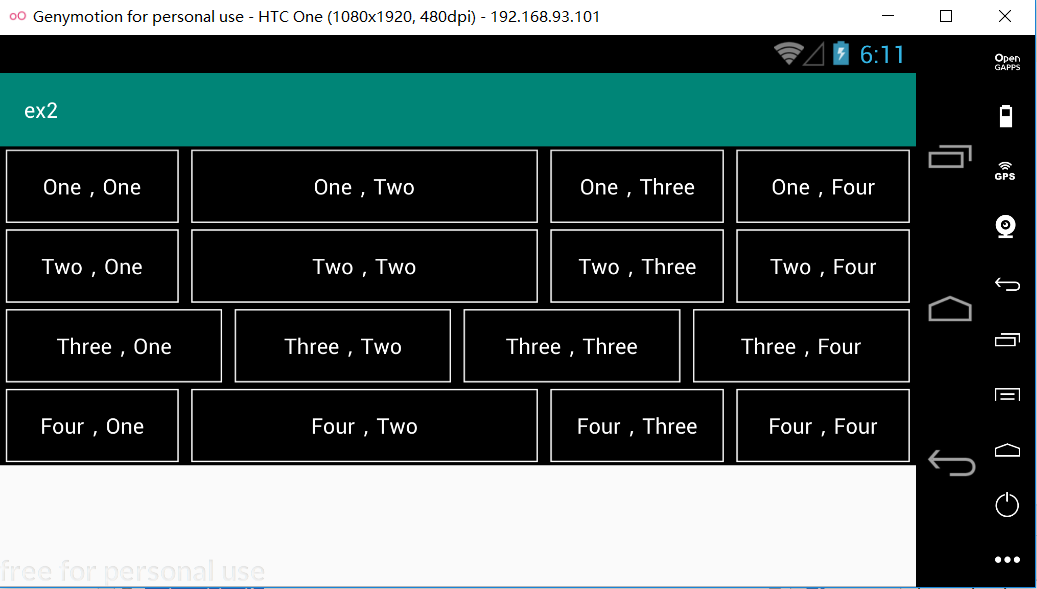 Genymotion for personal use - HTC One (1080x1920, 480dpi) - 192.168.93.101
6:11
Open
GAPPS
ex2
GPS
One , One One , Two One , Three One , Four
Two , One Two , Two Two , Three Two , Four
Three , One Three , Two Three , Three Three , Four
Four , One Four , Two Four , Three Four , Four
free for personal use